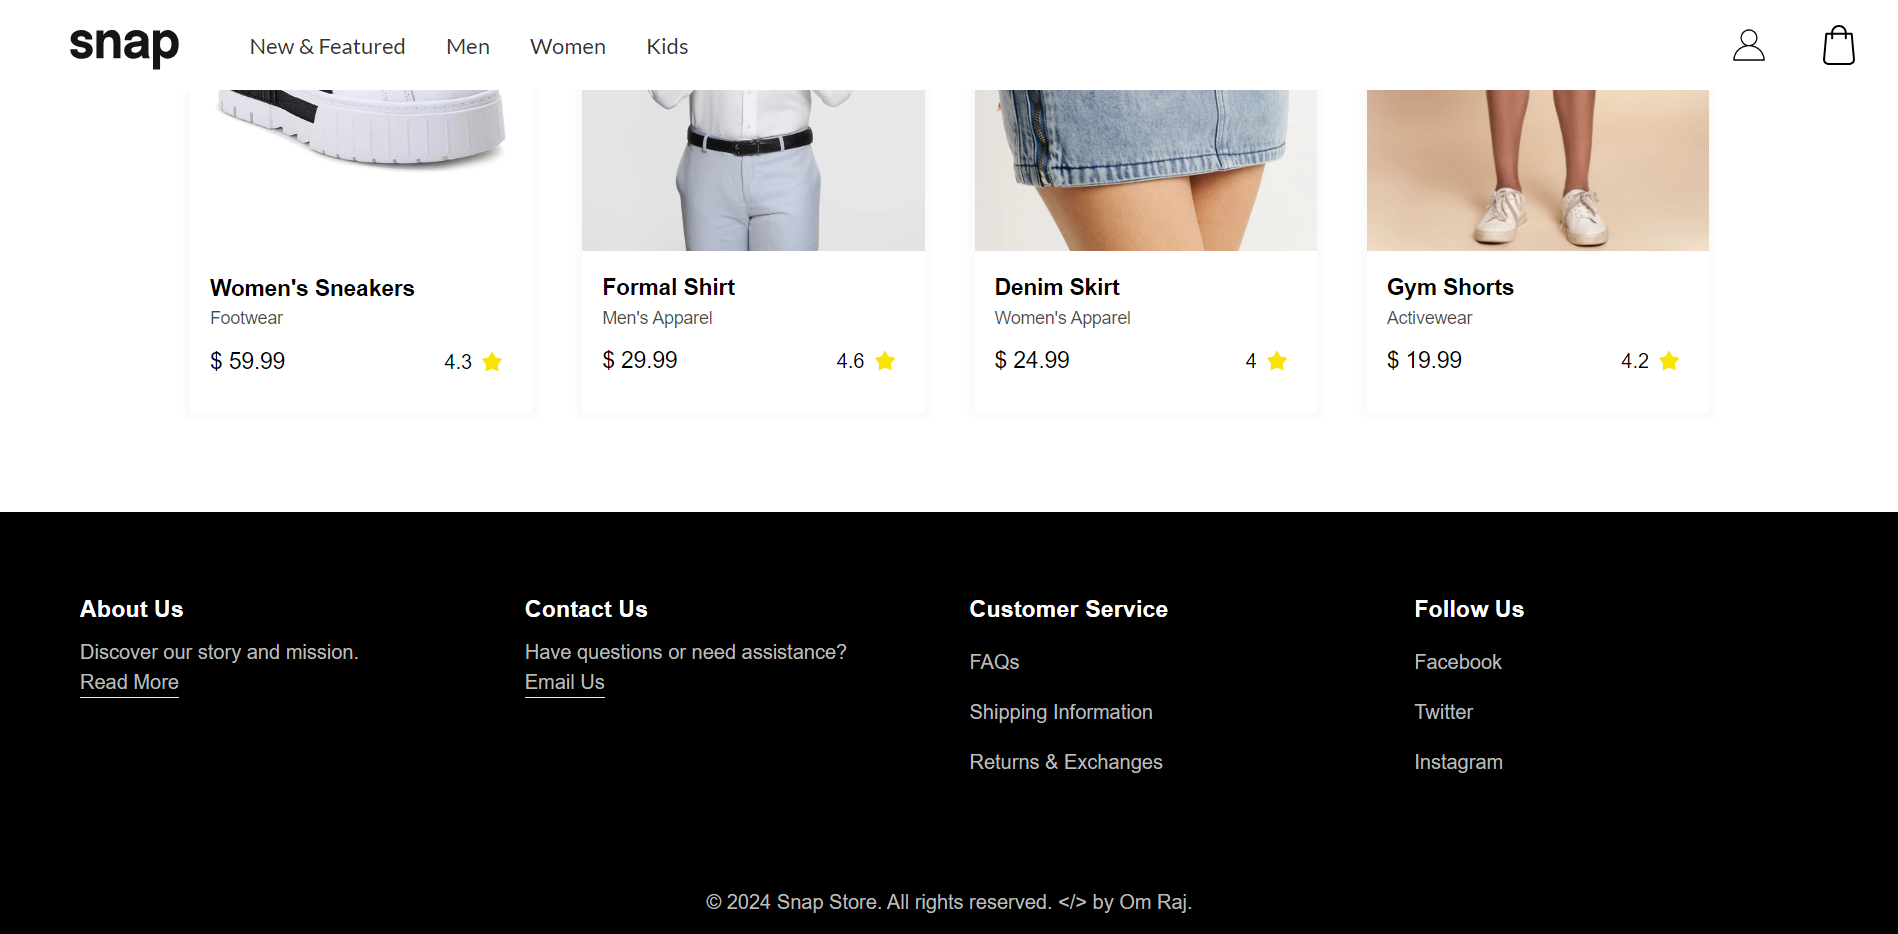 snap
New & Featured
Men
Women
Kids
Women's Sneakers
Footwear
$ 59.99
4.3
Formal Shirt
Men's Apparel
$ 29.99
4.6
Denim Skirt
Women's Apparel
$ 24.99
4
Gym Shorts
Activewear
$ 19.99
4.2
About Us
Discover our story and mission.
Read More
Contact Us
Have questions or need assistance?
Email Us
Customer Service
FAQs
Shipping Information
Returns & Exchanges
Follow Us
Facebook
Twitter
Instagram
© 2024 Snap Store. All rights reserved. </> by Om Raj.